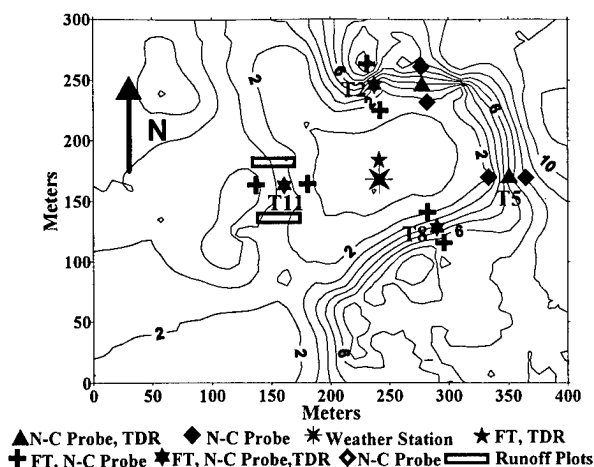 300
250
200
150
100
50
0
Meters
N
2
6
T2
2
6
2
10
T5
T11
T8
6
2
2
2
6
0 50 100 150 200 250 300 350 400
Meters
N-C Probe, TDR N-C Probe Weather Station FT, TDR
FT, N-C Probe FT, N-C Probe,TDR N-C Probe Runoff Plots